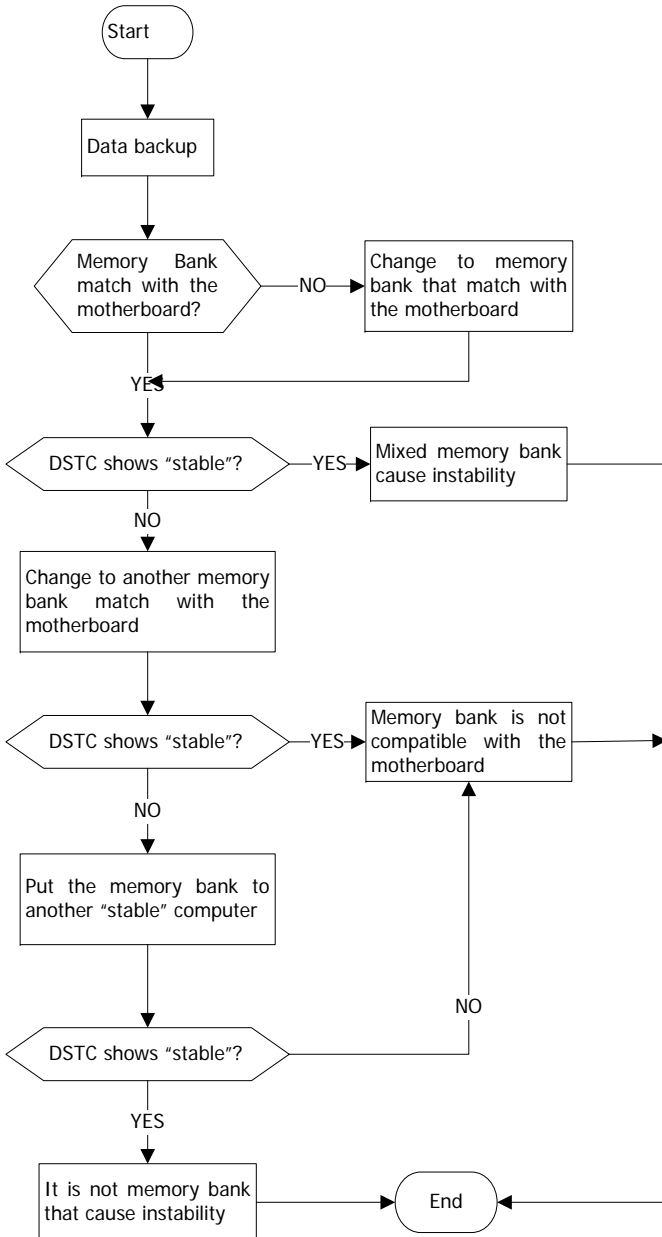 Start
Data backup
Memory Bank
match with the
motherboard?
NO
Change to memory
bank that match with
the motherboard
YES
DSTC shows “stable”?
YES
Mixed memory bank
cause instability
NO
Change to another memory
bank match with the
motherboard
DSTC shows “stable”?
YES
Memory bank is not
compatible with the
motherboard
NO
Put the memory bank to
another “stable” computer
NO
DSTC shows “stable”?
YES
It is not memory bank
that cause instability
End